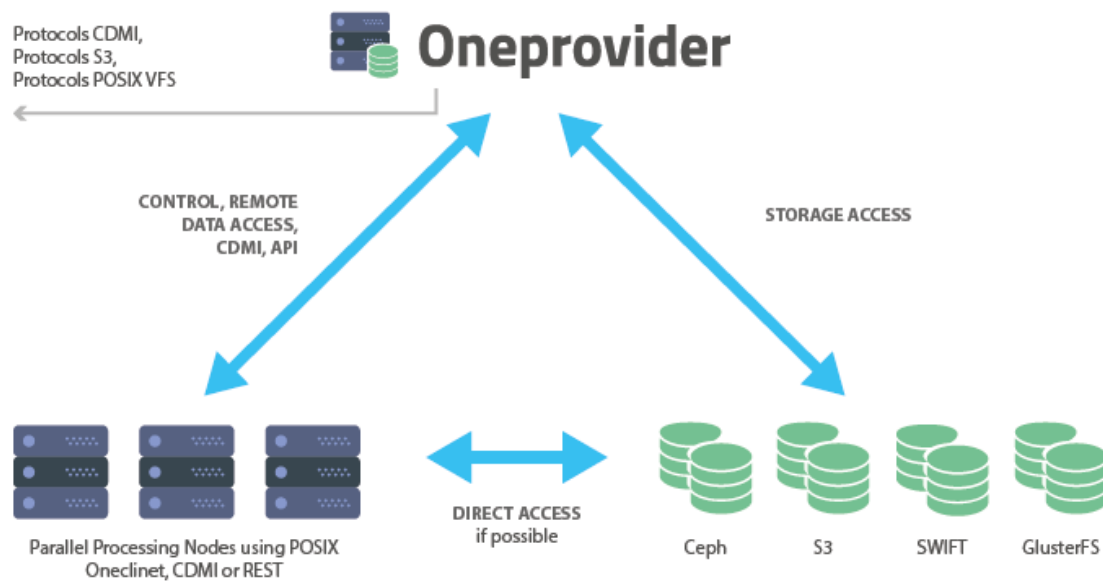 Protocols CDMI,
Protocols S3,
Protocols POSIX VFS
Oneprovider
CONTROL, REMOTE
DATA ACCESS,
CDMI, API
STORAGE ACCESS
DIRECT ACCESS
if possible
Parallel Processing Nodes using POSIX
Oneclinet, CDMI or REST
Ceph
S3
SWIFT
GlusterFS